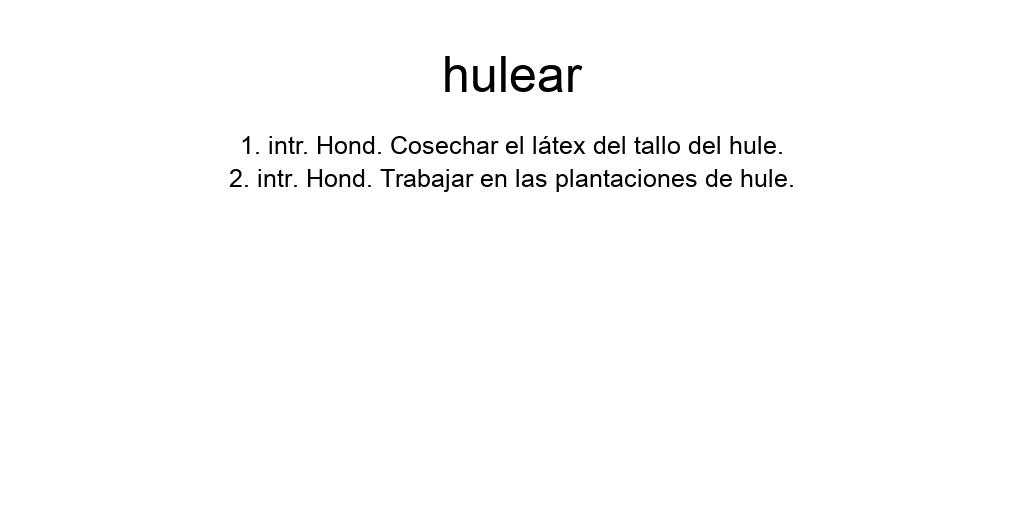 hulear
1. intr. Hond. Cosechar el látex del tallo del hule.
2. intr. Hond. Trabajar en las plantaciones de hule.